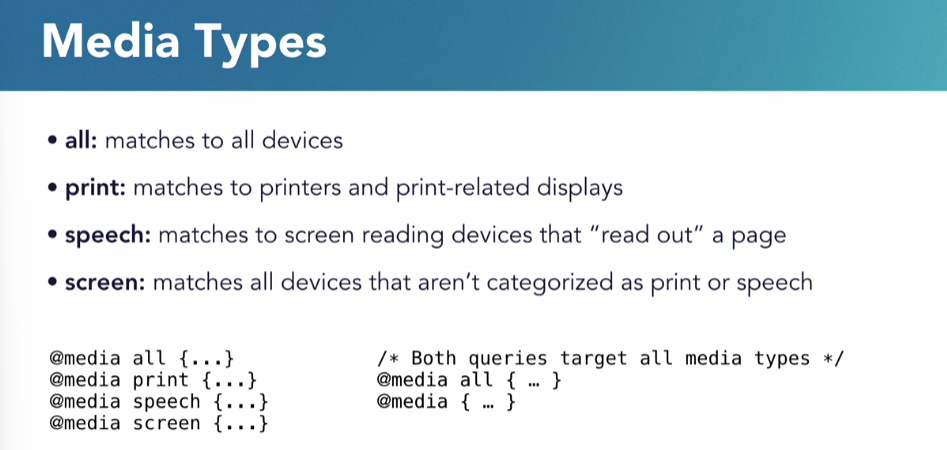 Media Types
• all: matches to all devices
• print: matches to printers and print-related displays
• speech: matches to screen reading devices that “read out” a page
• screen: matches all devices that aren’t categorized as print or speech
@media all {...}
@media print {...}
@media speech {...}
@media screen {...}
/* Both queries target all media types */
@media all { … }
@media { … }